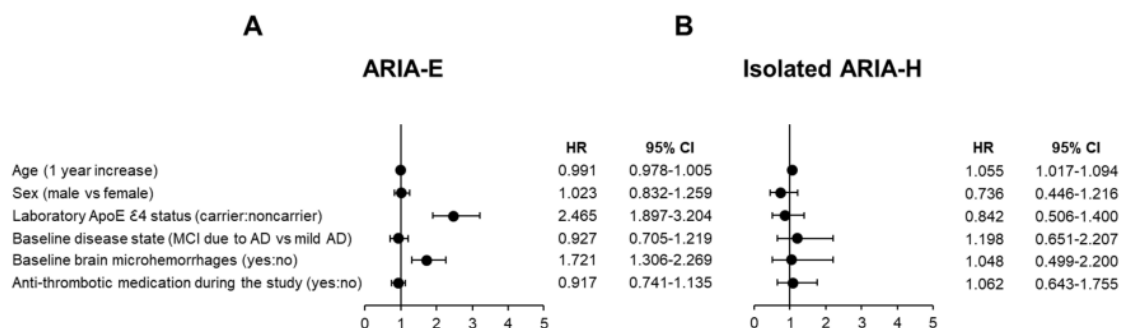 A B
ARIA-E Isolated ARIA-H
HR 95% CI HR 95% CI
Age (1 year increase) 0.991 0.978-1.005 1.055 1.017-1.094
Sex (male vs female) 1.023 0.832-1.259 0.736 0.446-1.216
Laboratory ApoE ℇ4 status (carrier:noncarrier) 2.465 1.897-3.204 0.842 0.506-1.400
Baseline disease state (MCI due to AD vs mild AD) 0.927 0.705-1.219 1.198 0.651-2.207
Baseline brain microhemorrhages (yes:no) 1.721 1.306-2.269 1.048 0.499-2.200
Anti-thrombotic medication during the study (yes:no) 0.917 0.741-1.135 1.062 0.643-1.755
0 1 2 3 4 5 0 1 2 3 4 5